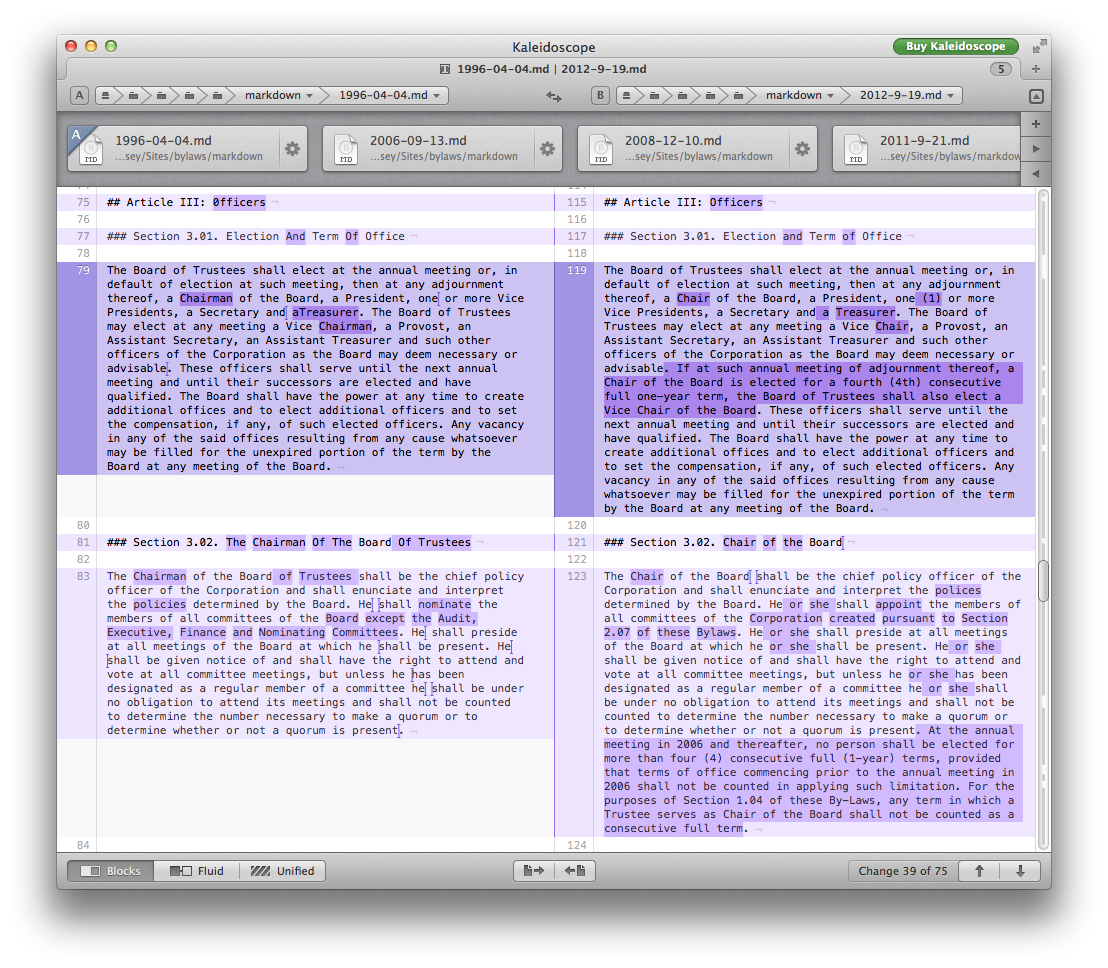 Kaleidoscope
Buy Kaleidoscope
1996-04-04.md | 2012-9-19.md
5
A
markdown
1996-04-04.md
B
markdown
2012-9-19.md
A
MD
1996-04-04.md
...sey/Sites/bylaws/markdown
MD
2006-09-13.md
...sey/Sites/bylaws/markdown
MD
2008-12-10.md
...sey/Sites/bylaws/markdown
MD
2011-9-21.md
...sey/Sites/bylaws/markdow
75 ## Article III: 0fficers ¬
76
77 ### Section 3.01. Election And Term Of Office ¬
78
79 The Board of Trustees shall elect at the annual meeting or, in
default of election at such meeting, then at any adjournment
thereof, a Chairman of the Board, a President, one or more Vice
Presidents, a Secretary and aTreasurer. The Board of Trustees
may elect at any meeting a Vice Chairman, a Provost, an
Assistant Secretary, an Assistant Treasurer and such other
officers of the Corporation as the Board may deem necessary or
advisable. These officers shall serve until the next annual
meeting and until their successors are elected and have
qualified. The Board shall have the power at any time to create
additional offices and to elect additional officers and to set
the compensation, if any, of such elected officers. Any vacancy
in any of the said offices resulting from any cause whatsoever
may be filled for the unexpired portion of the term by the
Board at any meeting of the Board. ¬
80
81 ### Section 3.02. The Chairman Of The Board Of Trustees ¬
82
83 The Chairman of the Board of Trustees shall be the chief policy
officer of the Corporation and shall enunciate and interpret
the policies determined by the Board. He shall nominate the
members of all committees of the Board except the Audit,
Executive, Finance and Nominating Committees. He shall preside
at all meetings of the Board at which he shall be present. He
shall be given notice of and shall have the right to attend and
vote at all committee meetings, but unless he has been
designated as a regular member of a committee he shall be under
no obligation to attend its meetings and shall not be counted
to determine the number necessary to make a quorum or to
determine whether or not a quorum is present. ¬
84
115 ## Article III: Officers ¬
116
117 ### Section 3.01. Election and Term of Office ¬
118
119 The Board of Trustees shall elect at the annual meeting or, in
default of election at such meeting, then at any adjournment
thereof, a Chair of the Board, a President, one (1) or more
Vice Presidents, a Secretary and a Treasurer. The Board of
Trustees may elect at any meeting a Vice Chair, a Provost, an
Assistant Secretary, an Assistant Treasurer and such other
officers of the Corporation as the Board may deem necessary or
advisable. If at such annual meeting of adjournment thereof, a
Chair of the Board is elected for a fourth (4th) consecutive
full one-year term, the Board of Trustees shall also elect a
Vice Chair of the Board. These officers shall serve until the
next annual meeting and until their successors are elected and
have qualified. The Board shall have the power at any time to
create additional offices and to elect additional officers and
to set the compensation, if any, of such elected officers. Any
vacancy in any of the said offices resulting from any cause
whatsoever may be filled for the unexpired portion of the term
by the Board at any meeting of the Board. ¬
120
121 ### Section 3.02. Chair of the Board
122
123 The Chair of the Board shall be the chief policy officer of the
Corporation and shall enunciate and interpret the polices
determined by the Board. He or she shall appoint the members of
all committees of the Corporation created pursuant to Section
2.07 of these Bylaws. He or she shall preside at all meetings
of the Board at which he or she shall be present. He or she
shall be given notice of and shall have the right to attend and
vote at all committee meetings, but unless he or she has been
designated as a regular member of a committee he or she shall
be under no obligation to attend its meetings and shall not be
counted to determine the number necessary to make a quorum or
to determine whether or not a quorum is present. At the annual
meeting in 2006 and thereafter, no person shall be elected for
more than four (4) consecutive full (1-year) terms, provided
that terms of office commencing prior to the annual meeting in
2006 shall not be counted in applying such limitation. For the
purposes of Section 1.04 of these By-Laws, any term in which a
Trustee serves as Chair of the Board shall not be counted as a
consecutive full term. ¬
124
Blocks
Fluid
Unified
Change 39 of 75